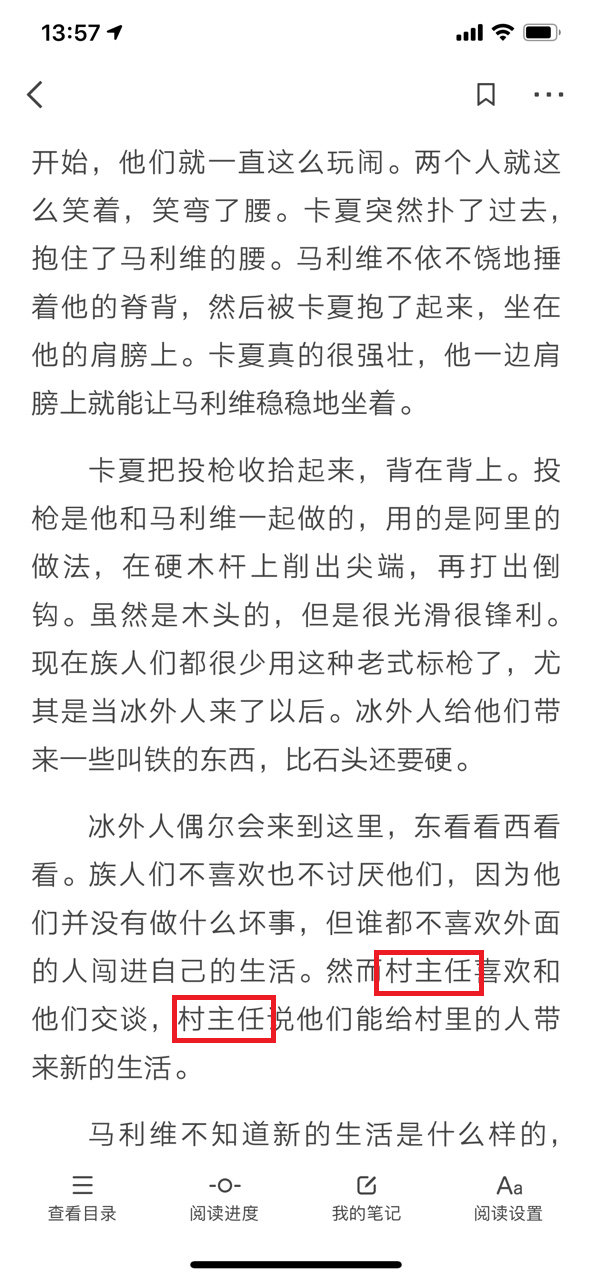 13:57
开始，他们就一直这么玩闹。两个人就这
么笑着，笑弯了腰。卡夏突然扑了过去，
抱住了马利维的腰。马利维不依不饶地捶
着他的脊背，然后被卡夏抱了起来，坐在
他的肩膀上。卡夏真的很强壮，他一边肩
膀上就能让马利维稳稳地坐着。
卡夏把投枪收拾起来，背在背上。投
枪是他和马利维一起做的，用的是阿里的
做法，在硬木杆上削出尖端，再打出倒
钩。虽然是木头的，但是很光滑很锋利。
现在族人们都很少用这种老式标枪了，尤
其是当冰外人来了以后。冰外人给他们带
来一些叫铁的东西，比石头还要硬。
冰外人偶尔会来到这里，东看看西看
看。族人们不喜欢也不讨厌他们，因为他
们并没有做什么坏事，但谁都不喜欢外面
的人闯进自己的生活。然而村主任喜欢和
他们交谈，村主任说他们能给村里的人带
来新的生活。
马利维不知道新的生活是什么样的，
查看目录 阅读进度 我的笔记 Aa 阅读设置